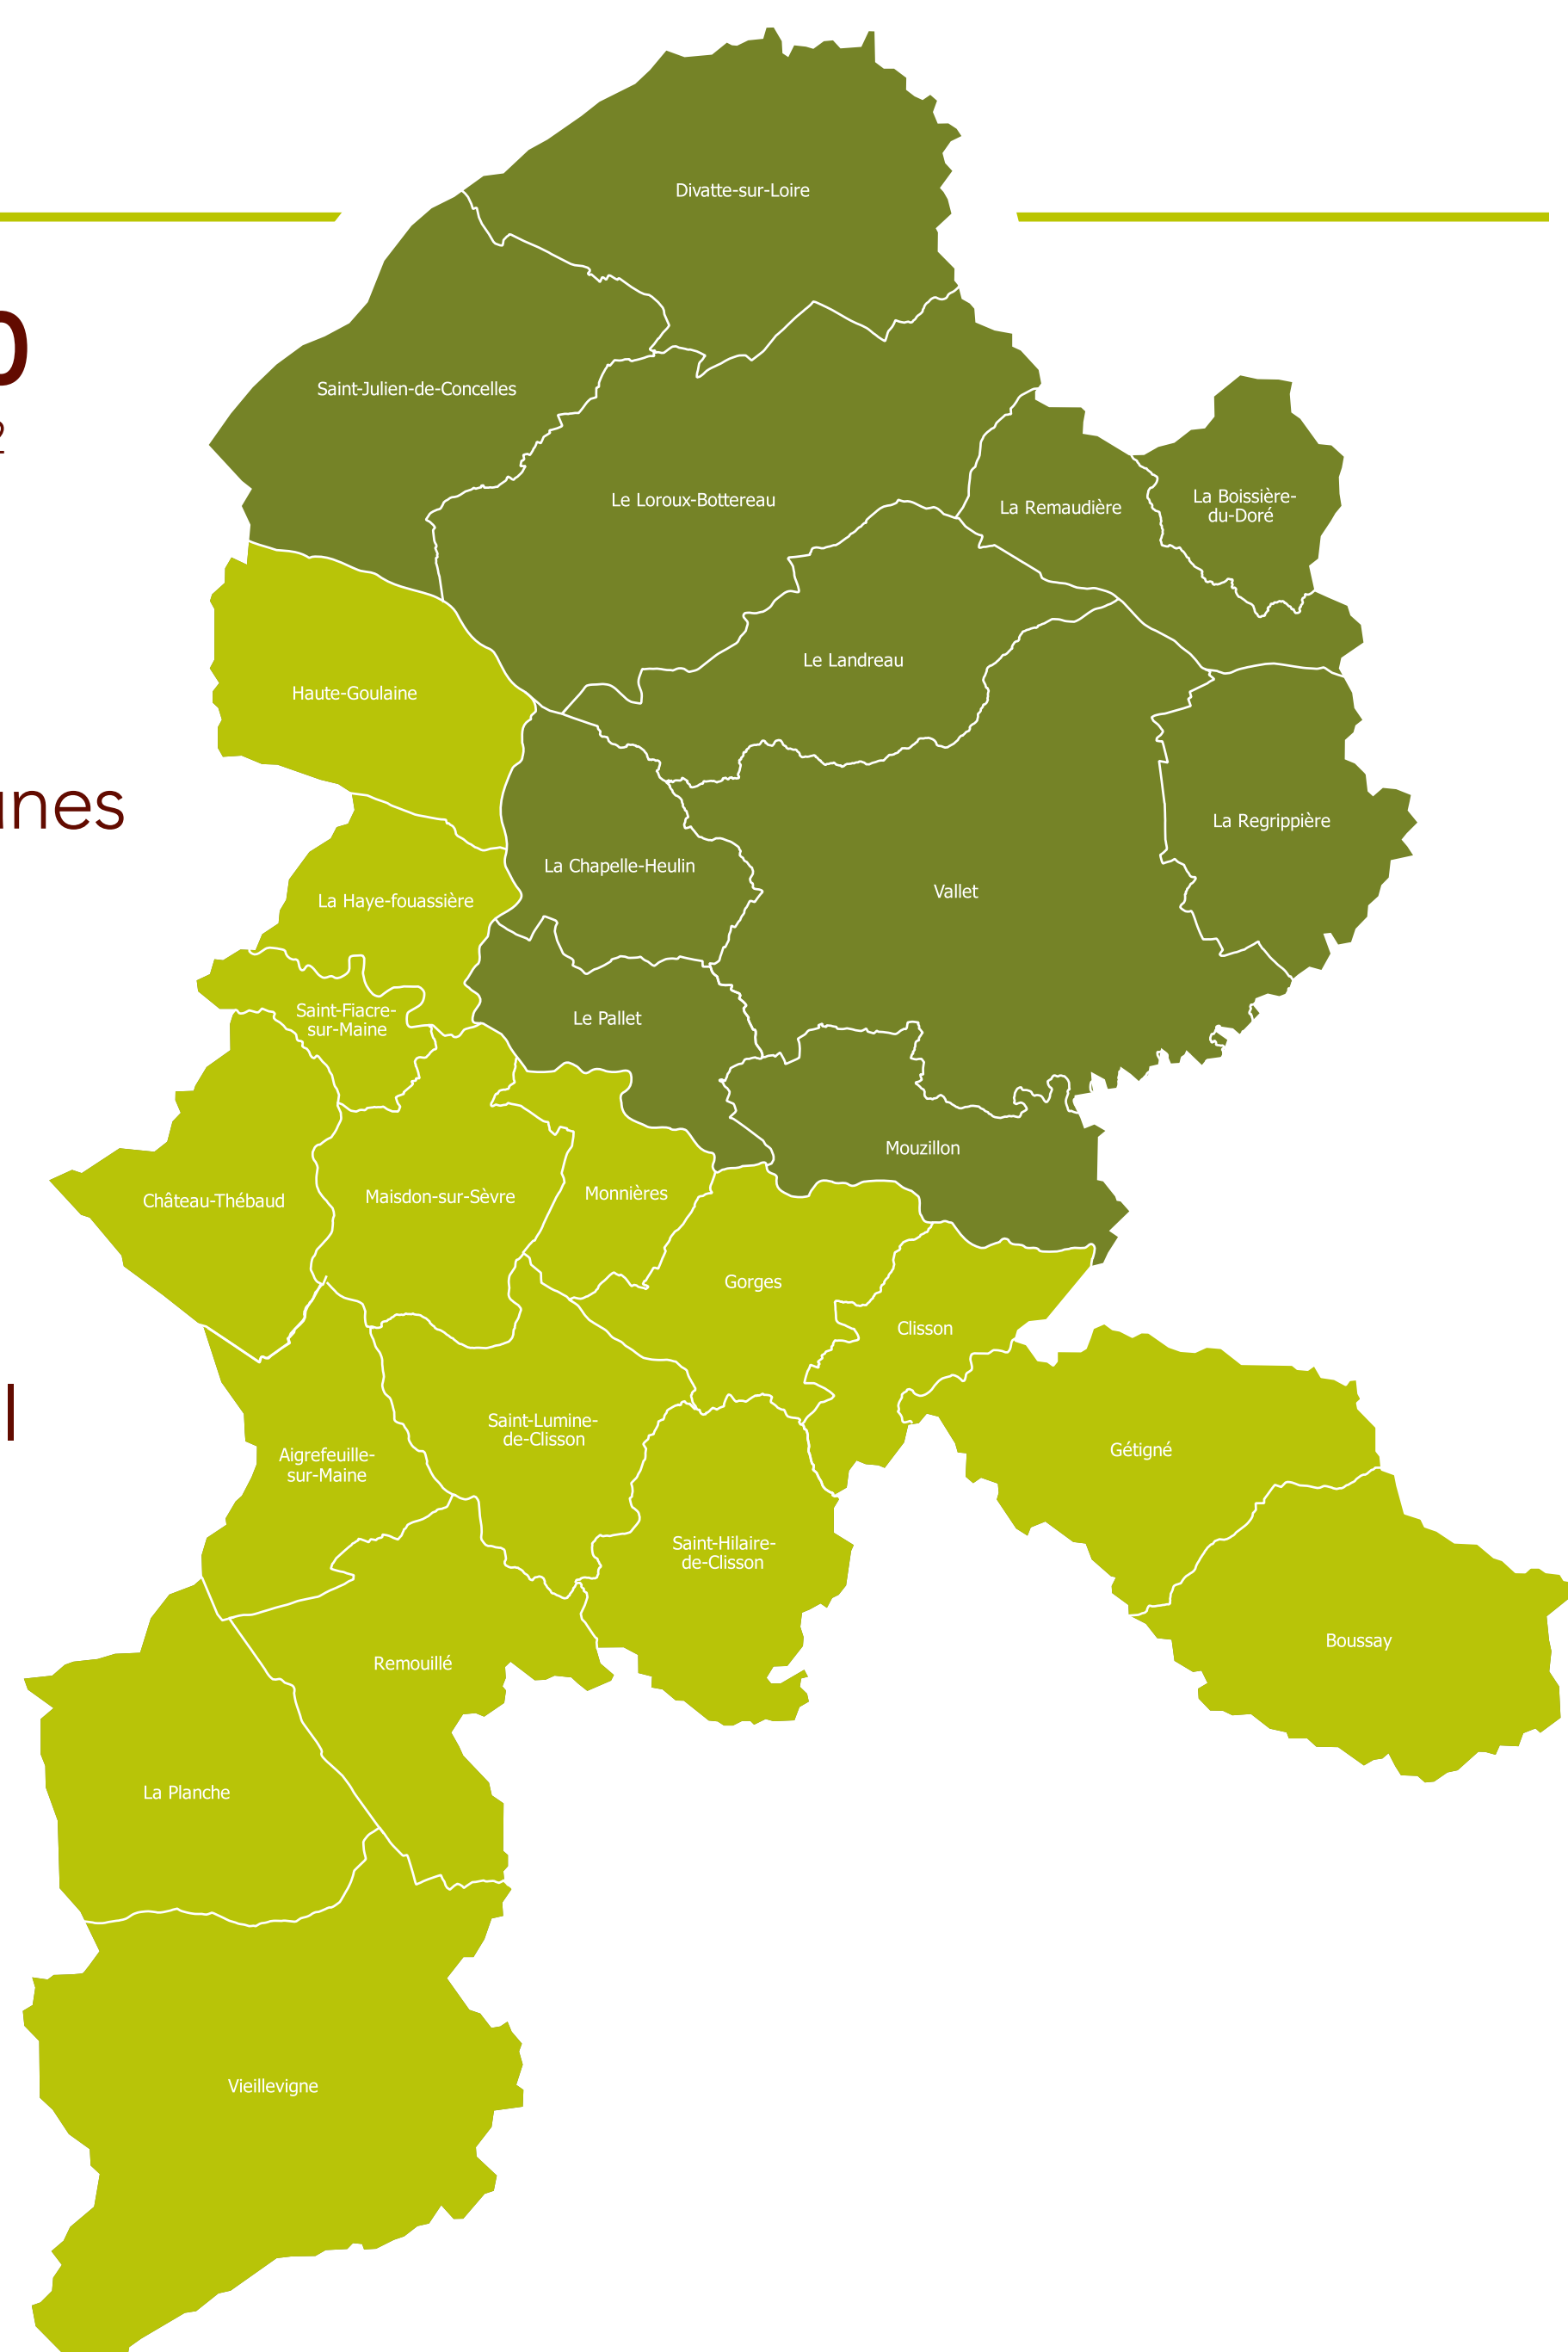 Divatte-sur-Loire
Saint-Julien-de-Concelles
Le Loroux-Bottereau
La Remaudière
La Boissière-
du-Doré
Le Landreau
Haute-Goulaine
unes
La Regrippière
La Chapelle-Heulin
Vallet
La Haye-fouassière
Saint-Fiacre-
sur-Maine
Le Pallet
Mouzillon
Château-Thébaud
Maisdon-sur-Sèvre
Monnières
Gorges
Clisson
Saint-Lumine-
de-Clisson
Gétigné
Aigrefeuille-
sur-Maine
Saint-Hilaire-
de-Clisson
Boussay
Remouillé
La Planche
Vieillevigne